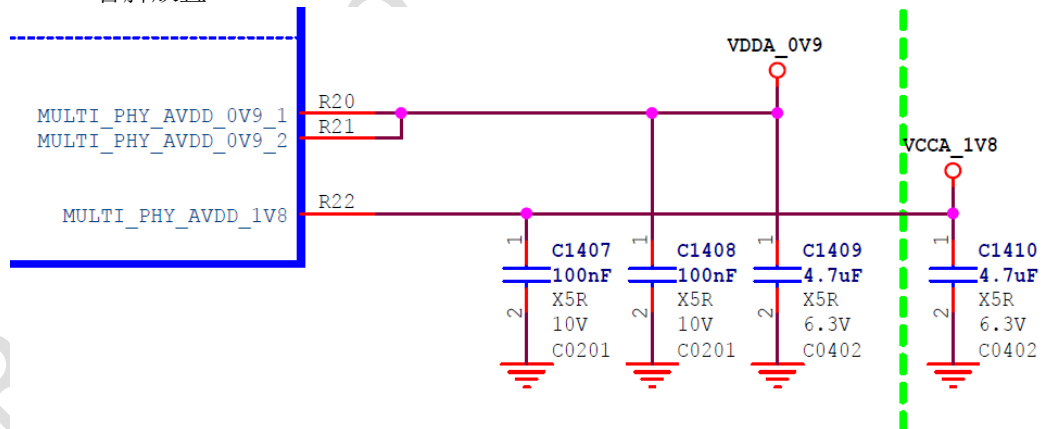 VDDA_0V9
MULTI_PHY_AVDD_0V9_1
R20
MULTI_PHY_AVDD_0V9_2
R21
VCCA_1V8
MULTI_PHY_AVDD_1V8
R22
1 C1407 1 C1408 1 C1409 1 C1410
100nF 100nF 4.7uF 4.7uF
X5R X5R X5R X5R
2 10V 2 10V 2 6.3V 2 6.3V
C0201 C0201 C0402 C0402